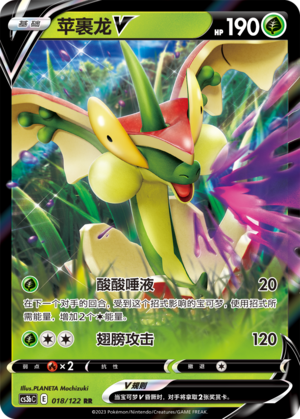 基础
苹裹龙V
HP 190
酸酸唾液 20
在下一个对手的回合，受到这个招式影响的宝可梦，使用招式所
需能量，增加2个能量。
翅膀攻击 120
弱点 ×2 抗性 撤退
V规则
当宝可梦V昏厥时，对手将拿取2张奖赏卡。
Illus.PLANETA Mochizuki
CS3bC E 018/122 RR
©2023 Pokémon/Nintendo/Creatures/GAME FREAK.